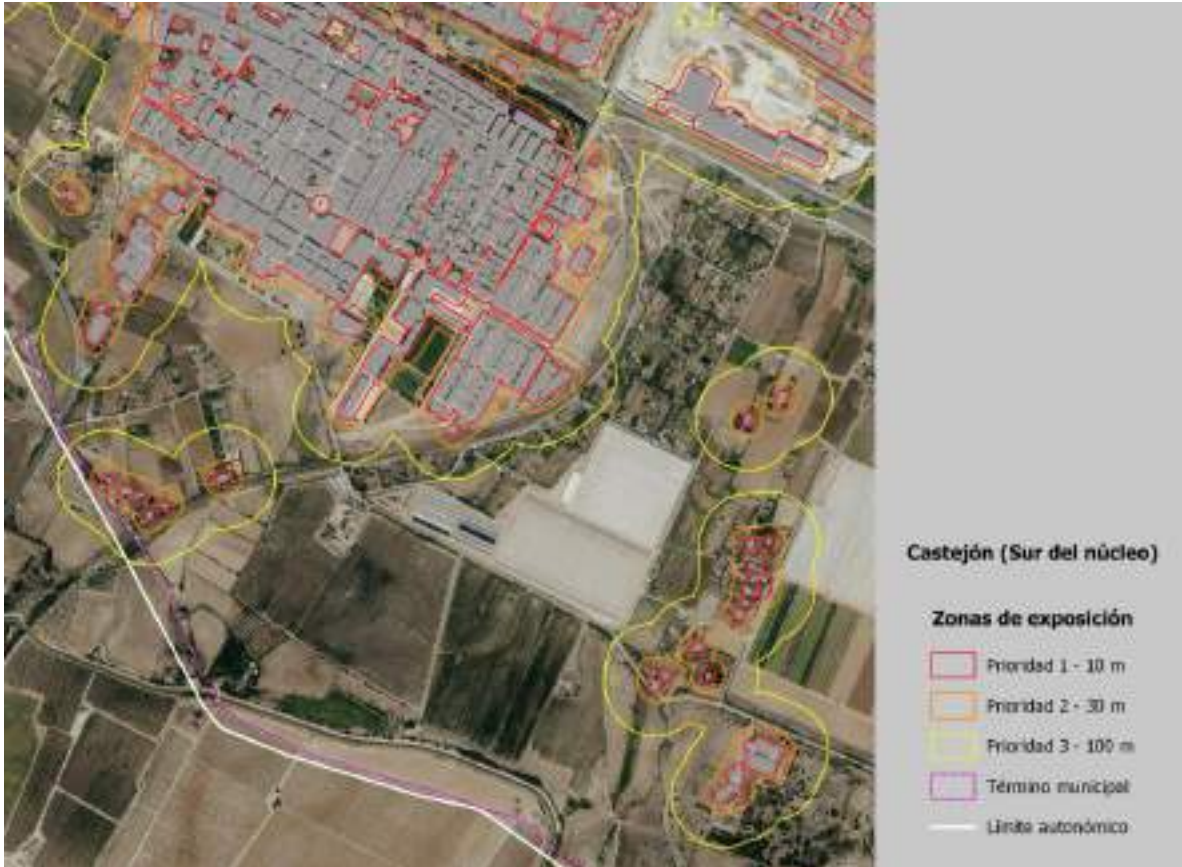 Castejón (Sur del núcleo)
Zonas de exposición
Prioridad 1 - 10 m
Prioridad 2 - 30 m
Prioridad 3 - 100 m
Término municipal
Límite autonómico